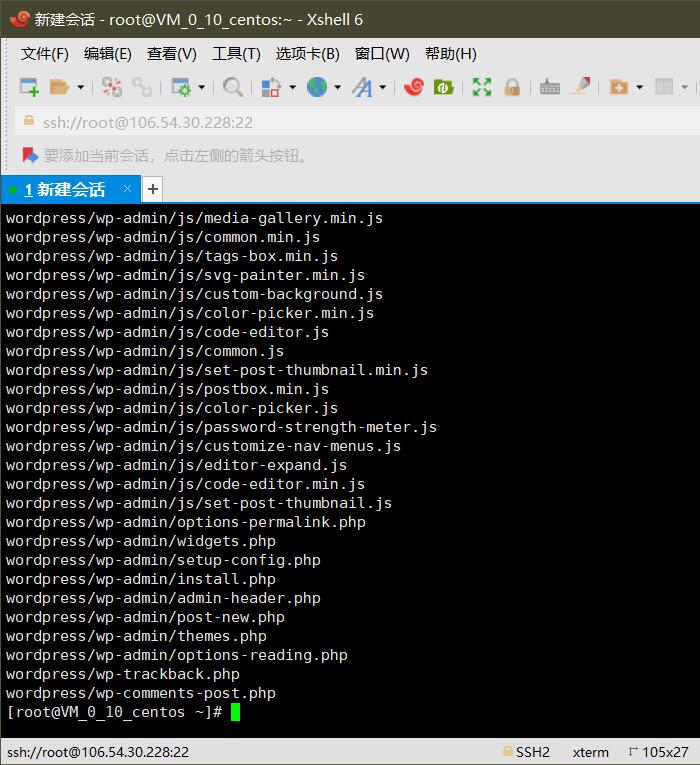 新建会话 - root@VM_0_10_centos:~ - Xshell 6
文件(F) 编辑(E) 查看(V) 工具(T) 选项卡(B) 窗口(W) 帮助(H)
ssh://root@106.54.30.228:22
要添加当前会话，点击左侧的箭头按钮。
1 新建会话 × +
wordpress/wp-admin/js/media-gallery.min.js
wordpress/wp-admin/js/common.min.js
wordpress/wp-admin/js/tags-box.min.js
wordpress/wp-admin/js/svg-painter.min.js
wordpress/wp-admin/js/custom-background.js
wordpress/wp-admin/js/color-picker.min.js
wordpress/wp-admin/js/code-editor.js
wordpress/wp-admin/js/common.js
wordpress/wp-admin/js/set-post-thumbnail.min.js
wordpress/wp-admin/js/postbox.min.js
wordpress/wp-admin/js/color-picker.js
wordpress/wp-admin/js/password-strength-meter.js
wordpress/wp-admin/js/customize-nav-menus.js
wordpress/wp-admin/js/editor-expand.js
wordpress/wp-admin/js/code-editor.min.js
wordpress/wp-admin/js/set-post-thumbnail.js
wordpress/wp-admin/options-permalink.php
wordpress/wp-admin/widgets.php
wordpress/wp-admin/setup-config.php
wordpress/wp-admin/install.php
wordpress/wp-admin/admin-header.php
wordpress/wp-admin/post-new.php
wordpress/wp-admin/themes.php
wordpress/wp-admin/options-reading.php
wordpress/wp-trackback.php
wordpress/wp-comments-post.php
[root@VM_0_10_centos ~]#
ssh://root@106.54.30.228:22 SSH2 xterm 105x27